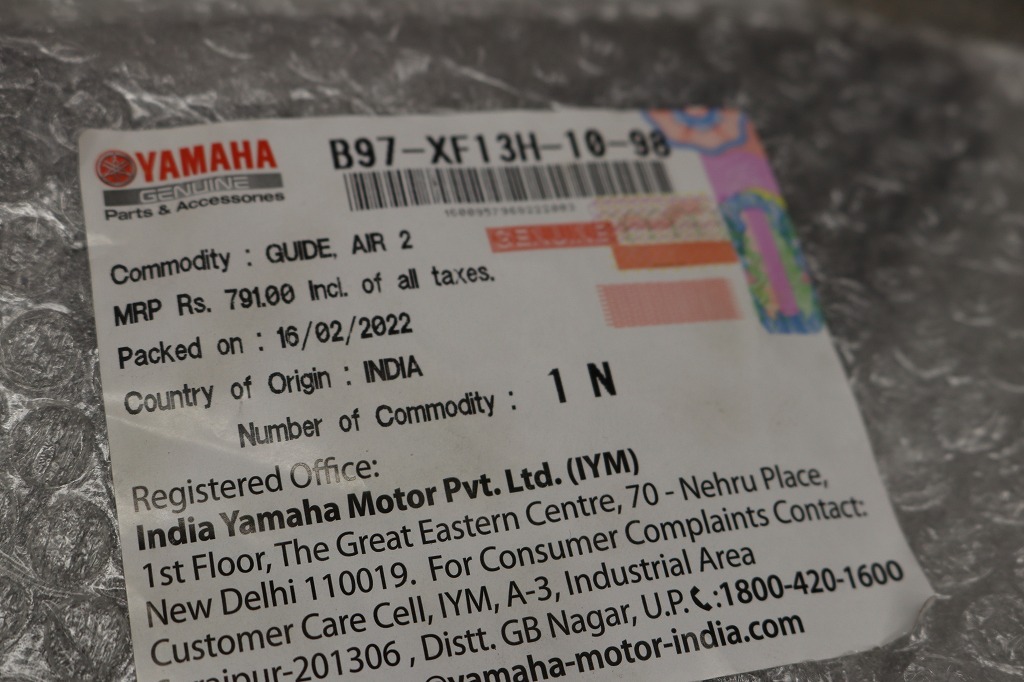 YAMAHA
GENUINE
Parts & Accessories
B97-XF13H-10-98
GENUINE
Commodity : GUIDE, AIR 2
MRP Rs. 791.00 Incl. of all taxes.
Packed on : 16/02/2022
Country of Origin : INDIA
Number of Commodity : 1 N
Registered Office:
India Yamaha Motor Pvt. Ltd. (IYM)
1st Floor, The Great Eastern Centre, 70 - Nehru Place,
New Delhi 110019. For Consumer Complaints Contact:
Customer Care Cell, IYM, A-3, Industrial Area
Surajpur-201306 , Distt. GB Nagar, U.P. :1800-420-1600
@yamaha-motor-india.com